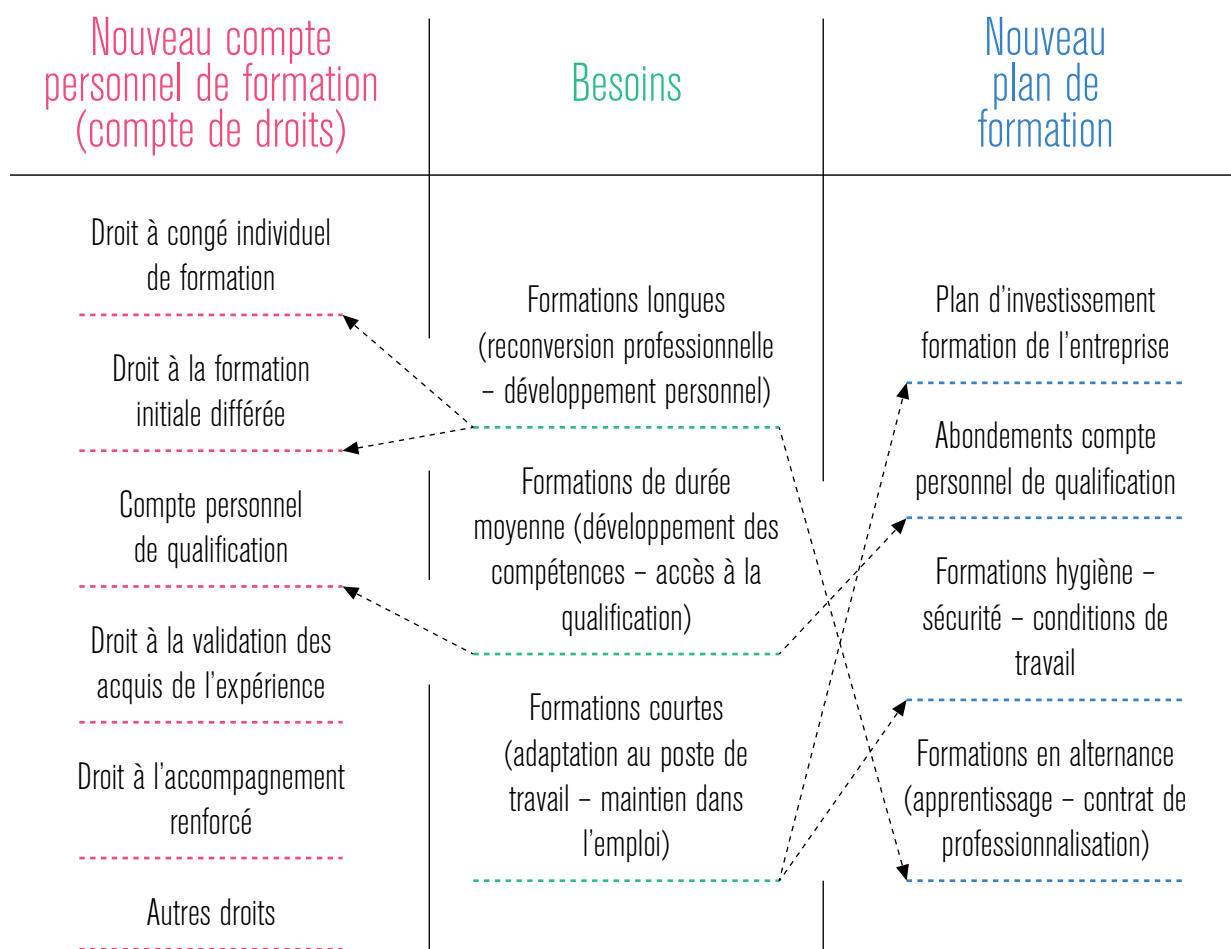 Nouveau compte
personnel de formation
(compte de droits)
Besoins
Nouveau
plan de
formation
Droit à congé individuel
de formation
Droit à la formation
initiale différée
Compte personnel
de qualification
Droit à la validation des
acquis de l'expérience
Droit à l'accompagnement
renforcé
Autres droits
Formations longues
(reconversion professionnelle
– développement personnel)
Formations de durée
moyenne (développement des
compétences – accès à la
qualification)
Formations courtes
(adaptation au poste de
travail – maintien dans
l'emploi)
Plan d'investissement
formation de l'entreprise
Abondements compte
personnel de qualification
Formations hygiène –
sécurité – conditions de
travail
Formations en alternance
(apprentissage – contrat de
professionnalisation)